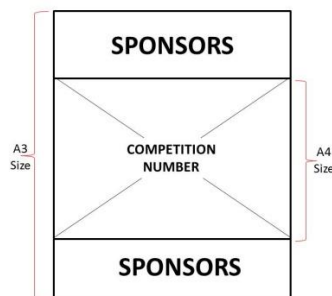 SPONSORS
A3
Size
COMPETITION
NUMBER
A4
Size
SPONSORS